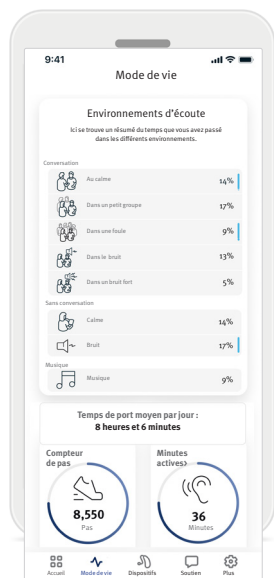 9:41
Mode de vie
Environnements d'écoute
Ici se trouve un résumé du temps que vous avez passé
dans les différents environnements.
Conversation
Au calme 14%
Dans un petit groupe 17%
Dans une foule 9%
Dans le bruit 13%
Dans un bruit fort 5%
Sans conversation
Calme 14%
Bruit 17%
Musique
Musique 9%
Temps de port moyen par jour :
8 heures et 6 minutes
Compteur
de pas
8,550
Pas
Minutes
actives>
36
Minutes
Accueil Mode de vie Dispositifs Soutien Plus